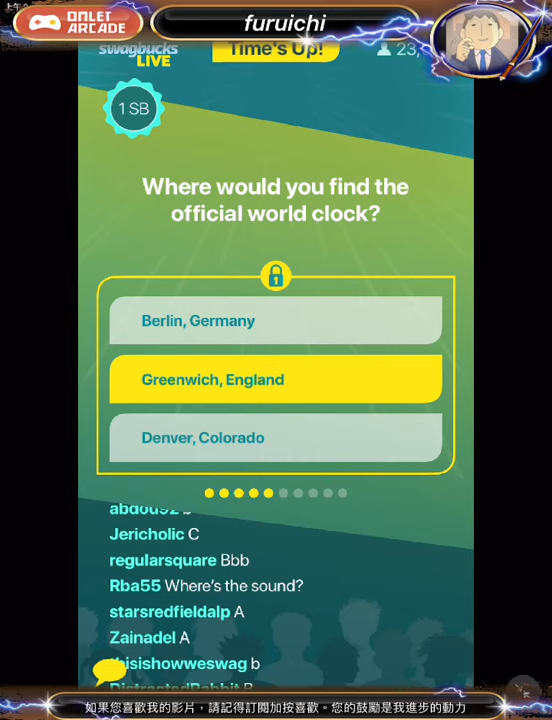 ONLET
ARCADE
furuichi
swagbucks
LIVE
Time's Up!
23,
1 SB
Where would you find the
official world clock?
Berlin, Germany
Greenwich, England
Denver, Colorado
abdou92 b
Jericholic C
regularsquare Bbb
Rba55 Where's the sound?
starsredfieldalp A
Zainadel A
thisishowweswag b
DistractedRabbit B
如果您喜歡我的影片，請記得訂閱加按喜歡。您的鼓勵是我進步的動力